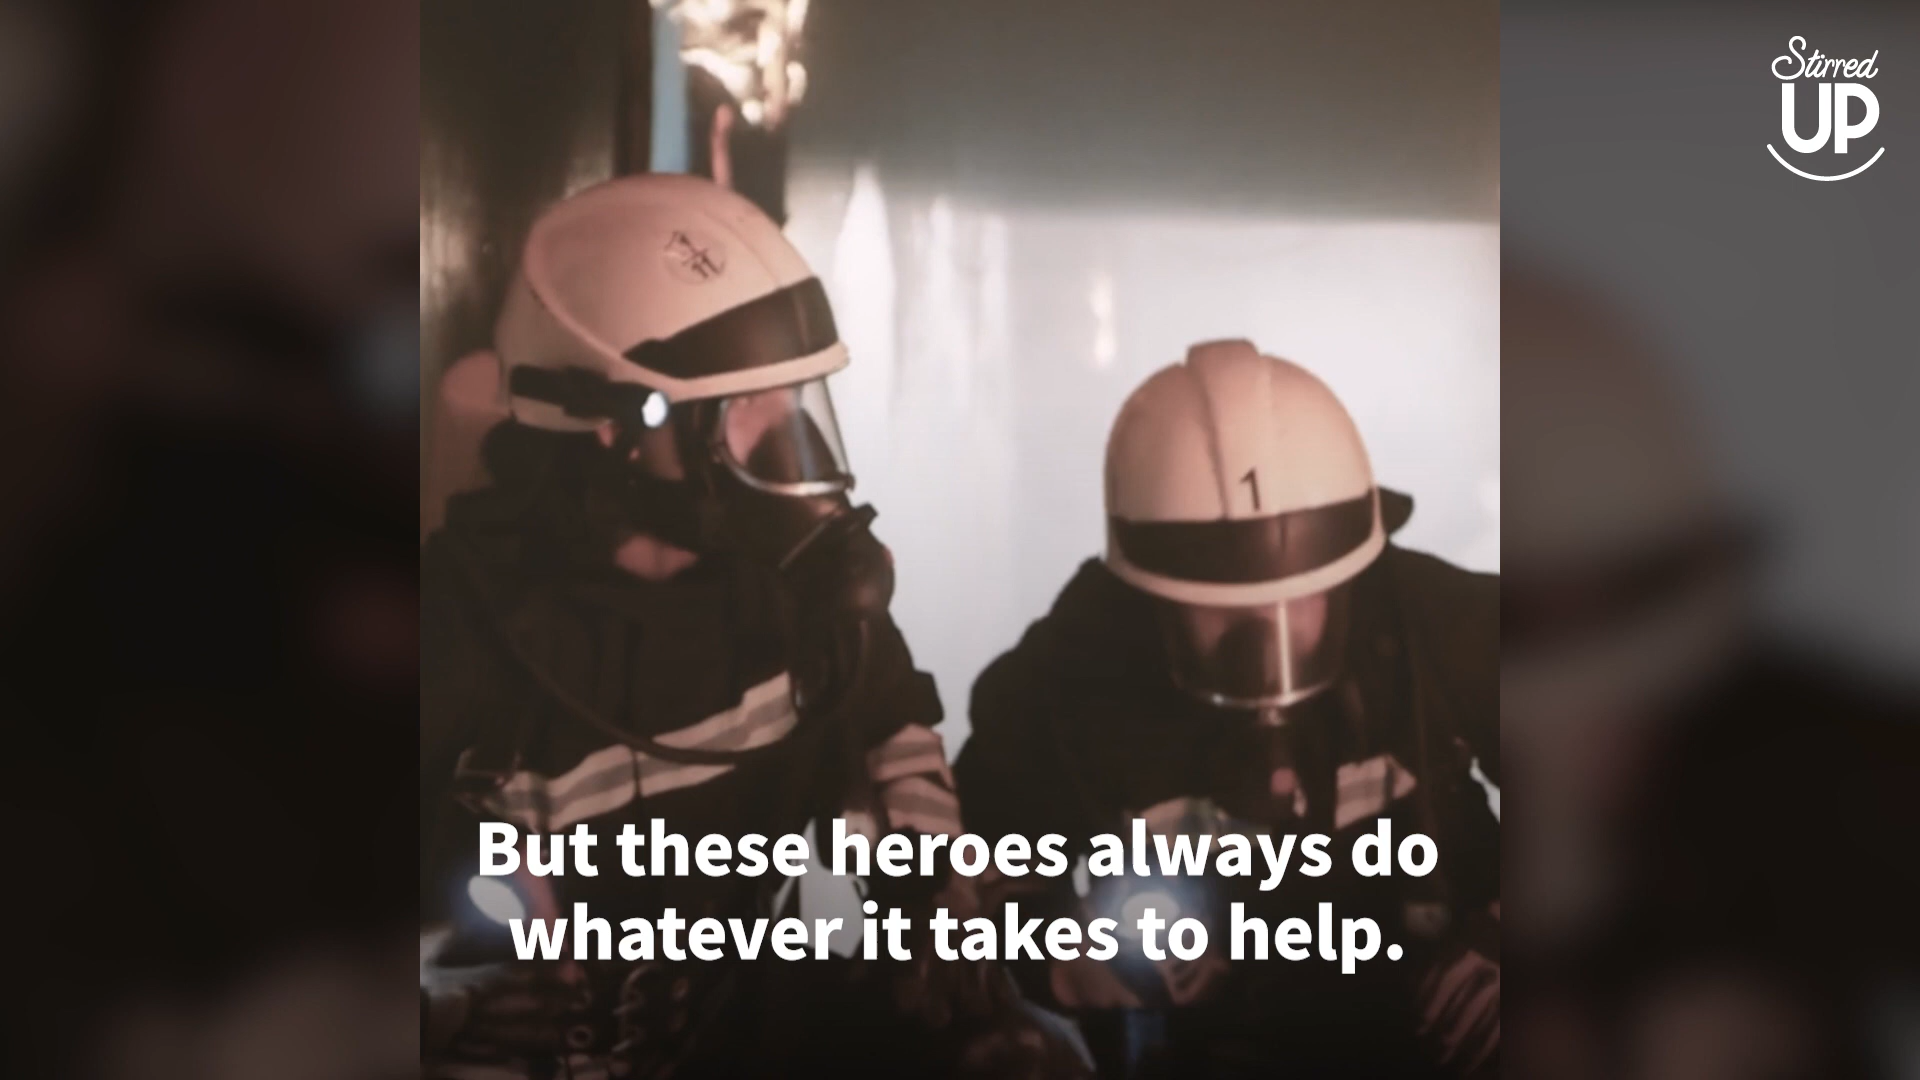 Stirred
UP
1
But these heroes always do
whatever it takes to help.